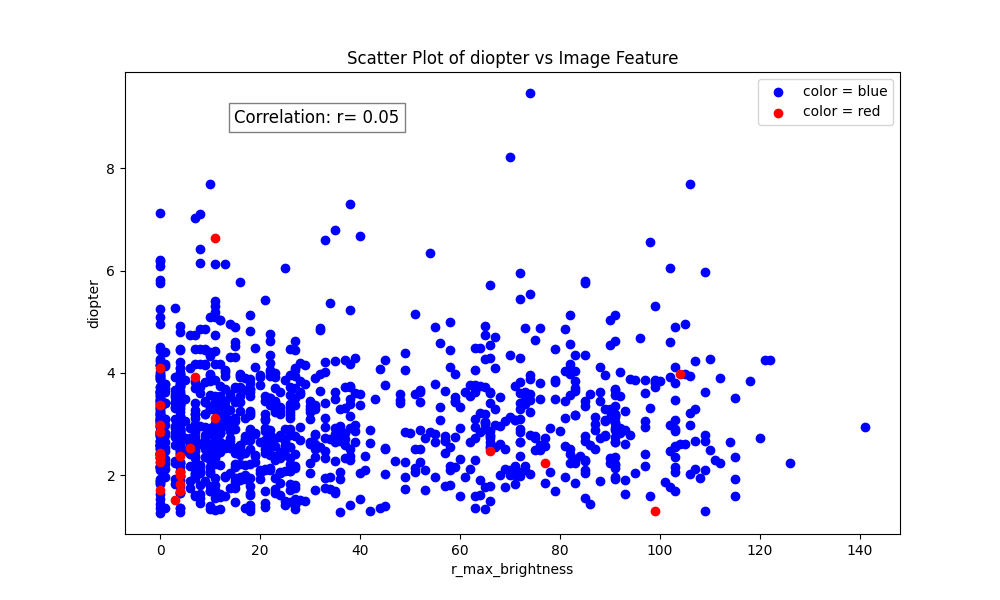 Scatter Plot of diopter vs Image Feature
Correlation: r= 0.05
color = blue
color = red
diopter
8
6
4
2
0
20
40
60
80
100
120
140
r_max_brightness